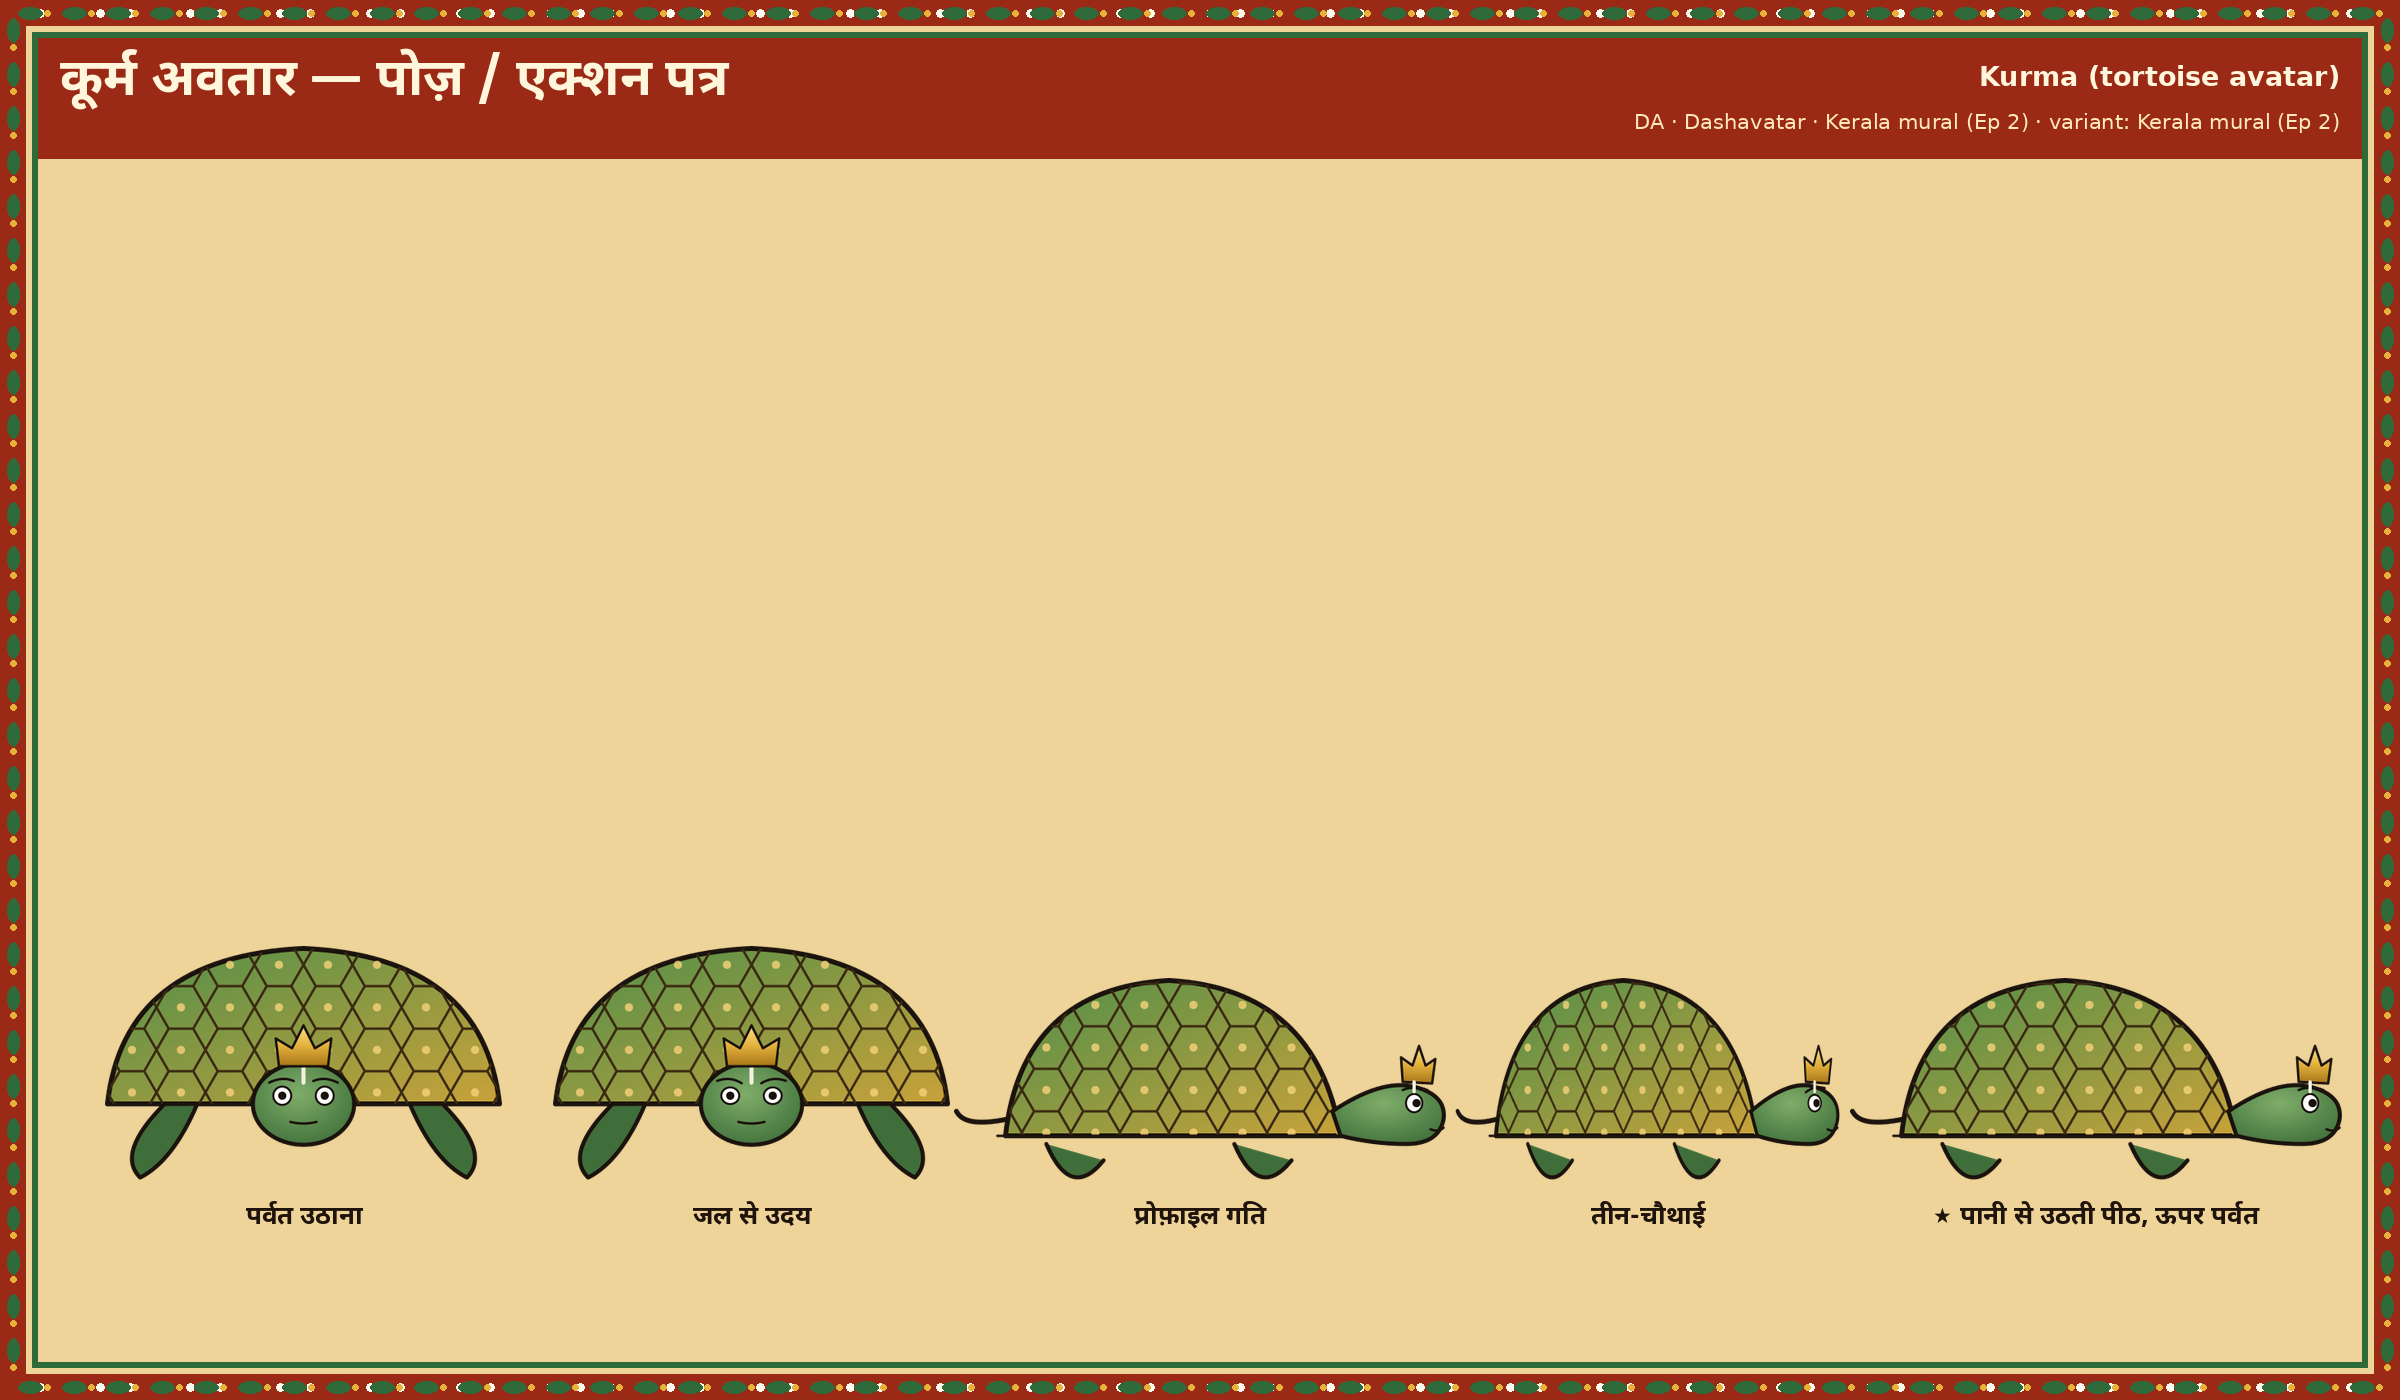 कूर्म अवतार — पोज़ / एक्शन पत्र
Kurma (tortoise avatar)
DA · Dashavatar · Kerala mural (Ep 2) · variant: Kerala mural (Ep 2)
पर्वत उठाना
जल से उदय
प्रोफ़ाइल गति
तीन-चौथाई
★ पानी से उठती पीठ, ऊपर पर्वत